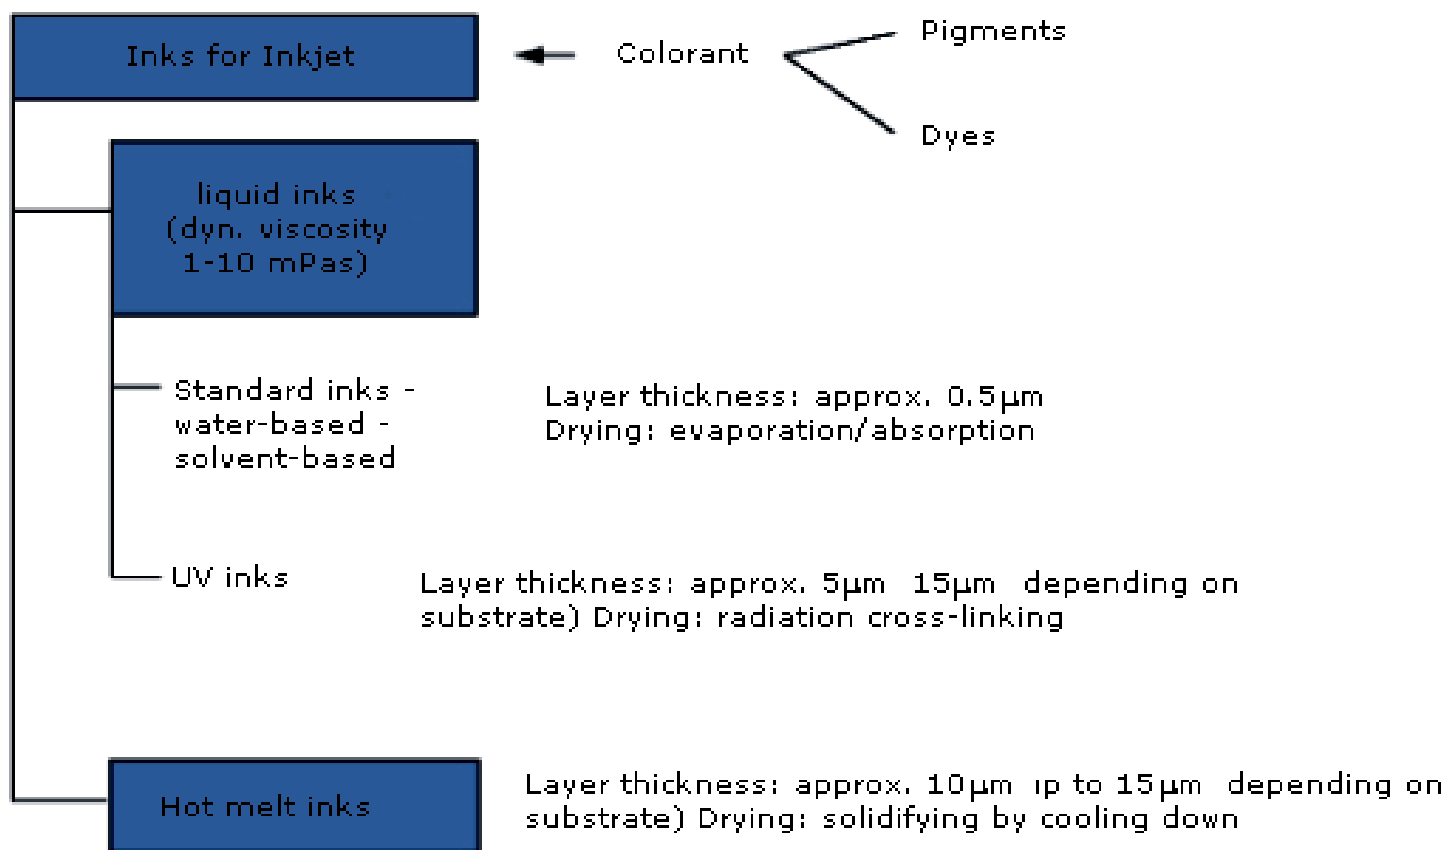 Inks for Inkjet
Colorant
Pigments
Dyes
liquid inks
(dyn. viscosity
1-10 mPas)
Standard inks -
water-based -
solvent-based
Layer thickness: approx. 0.5µm
Drying: evaporation/absorption
UV inks
Layer thickness: approx. 5µm 15µm depending on
substrate) Drying: radiation cross-linking
Hot melt inks
Layer thickness: approx. 10µm to 15µm depending on
substrate) Drying: solidifying by cooling down